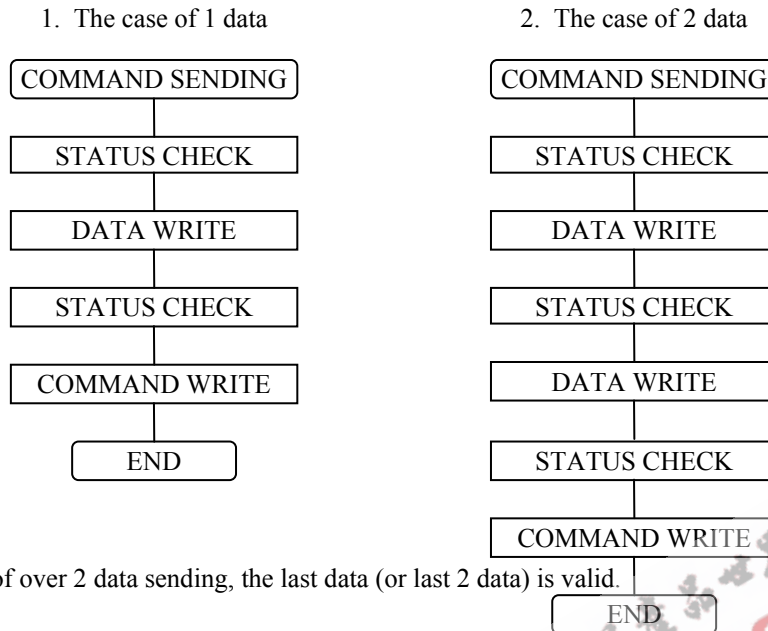 1. The case of 1 data
COMMAND SENDING
STATUS CHECK
DATA WRITE
STATUS CHECK
COMMAND WRITE
END
2. The case of 2 data
COMMAND SENDING
STATUS CHECK
DATA WRITE
STATUS CHECK
DATA WRITE
STATUS CHECK
COMMAND WRITE
END
of over 2 data sending, the last data (or last 2 data) is valid.